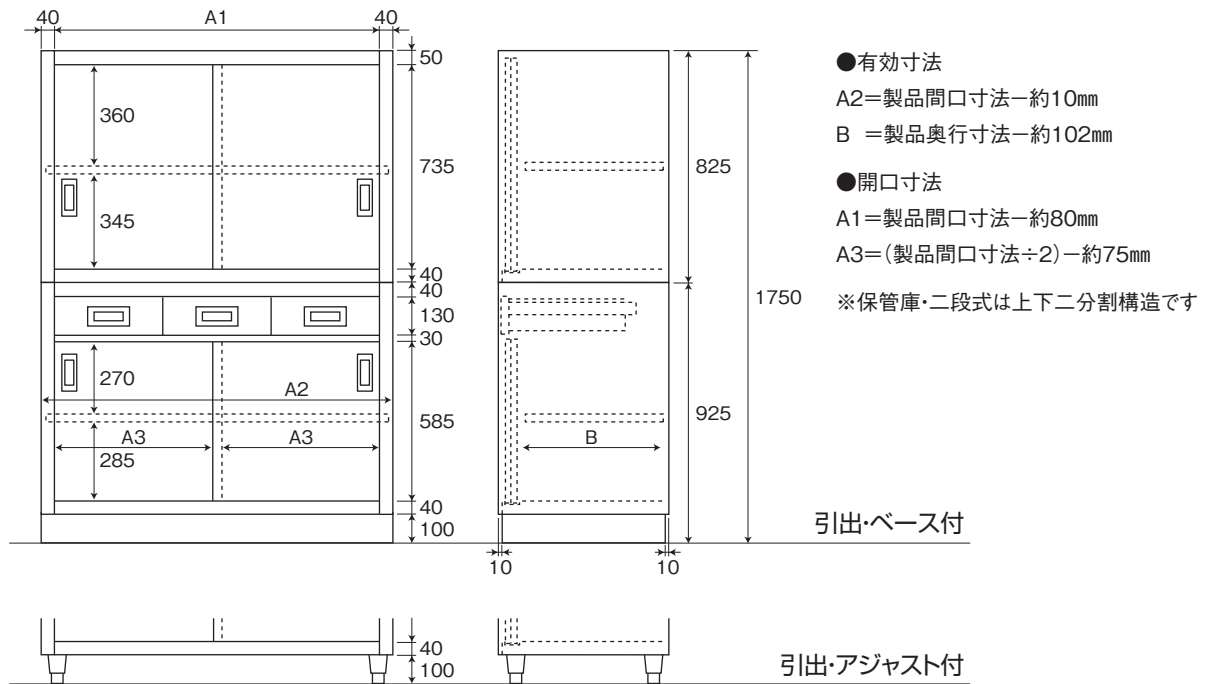 40
A1
40
50
360
735
345
40
40
130
30
270
A2
585
A3
A3
285
40
100
825
1750
925
B
10
10
●有効寸法
A2=製品間口寸法−約10㎜
B =製品奥行寸法−約102㎜
●開口寸法
A1=製品間口寸法−約80㎜
A3=(製品間口寸法÷2)−約75㎜
※保管庫・二段式は上下二分割構造です
引出・ベース付
40
100
引出・アジャスト付